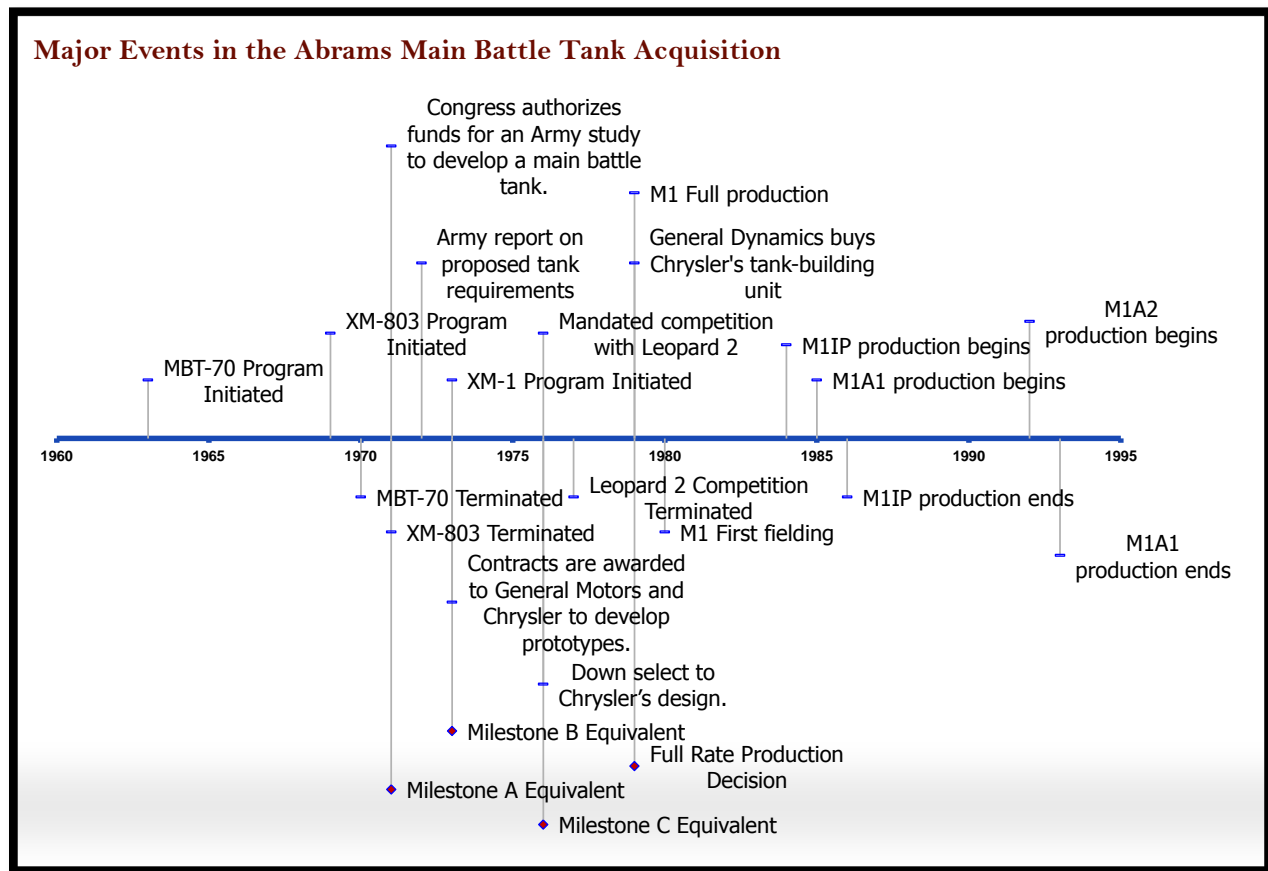 Major Events in the Abrams Main Battle Tank Acquisition
Congress authorizes
funds for an Army study
to develop a main battle
tank.
M1 Full production
Army report on
proposed tank
requirements
General Dynamics buys
Chrysler's tank-building
unit
XM-803 Program
Initiated
Mandated competition
with Leopard 2
M1A2
production begins
MBT-70 Program
Initiated
XM-1 Program Initiated
M1IP production begins
M1A1 production begins
1960
1965
1970
1975
1980
1985
1990
1995
MBT-70 Terminated
Leopard 2 Competition
Terminated
M1IP production ends
XM-803 Terminated
M1 First fielding
M1A1
production ends
Contracts are awarded
to General Motors and
Chrysler to develop
prototypes.
Down select to
Chrysler’s design.
Milestone B Equivalent
Full Rate Production
Decision
Milestone A Equivalent
Milestone C Equivalent